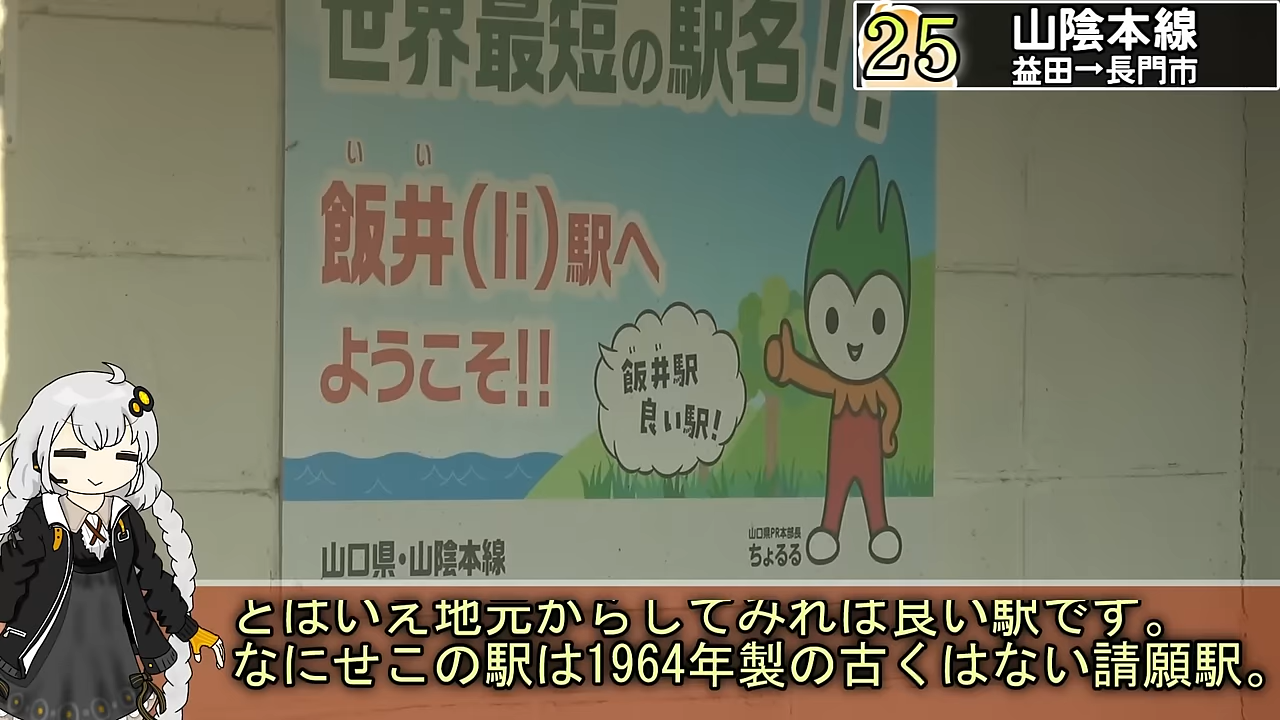 世界最短の駅名!!
い い
飯井(Ii)駅へ
ようこそ!!
飯井駅
良い駅!
山口県・山陰本線
山口県PR本部長
ちょるる
25
山陰本線
益田→長門市
とはいえ地元からしてみれば良い駅です。
なにせこの駅は1964年製の古くはない請願駅。